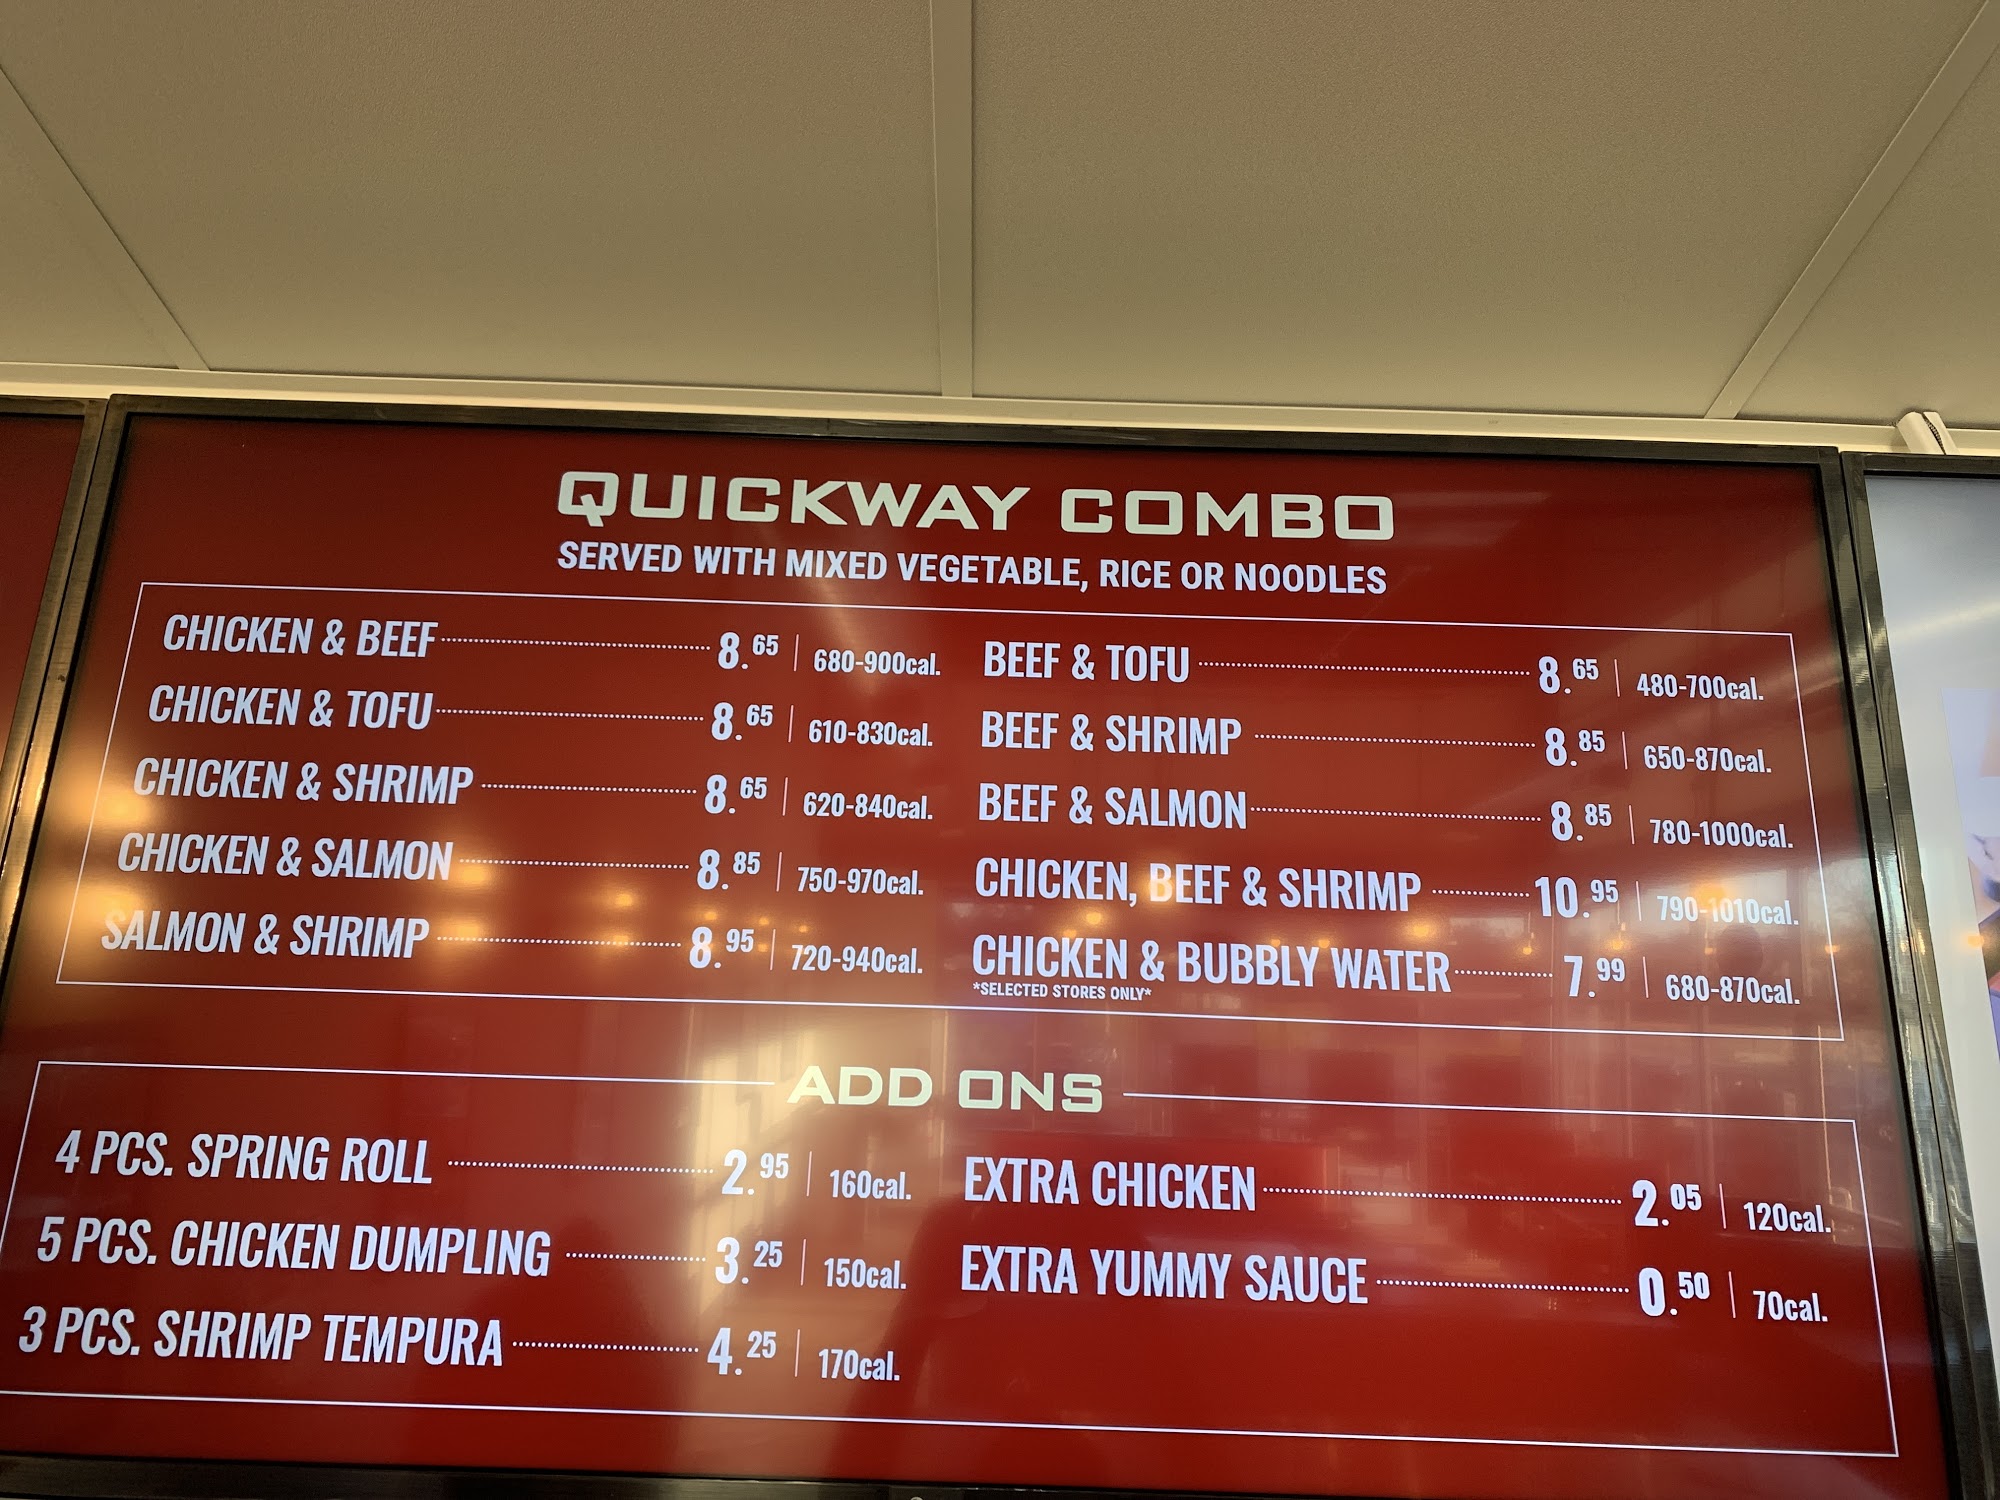 QUICKWAY COMBO
SERVED WITH MIXED VEGETABLE, RICE OR NOODLES
CHICKEN & BEEF 8.65 | 680-900cal.
CHICKEN & TOFU 8.65 | 610-830cal.
CHICKEN & SHRIMP 8.65 | 620-840cal.
CHICKEN & SALMON 8.85 | 750-970cal.
SALMON & SHRIMP 8.95 | 720-940cal.
BEEF & TOFU 8.65 | 480-700cal.
BEEF & SHRIMP 8.85 | 650-870cal.
BEEF & SALMON 8.85 | 780-1000cal.
CHICKEN, BEEF & SHRIMP 10.95 | 790-1010cal.
CHICKEN & BUBBLY WATER 7.99 | 680-870cal.
*SELECTED STORES ONLY*
ADD ONS
4 PCS. SPRING ROLL 2.95 | 160cal.
5 PCS. CHICKEN DUMPLING 3.25 | 150cal.
3 PCS. SHRIMP TEMPURA 4.25 | 170cal.
EXTRA CHICKEN 2.05 | 120cal.
EXTRA YUMMY SAUCE 0.50 | 70cal.